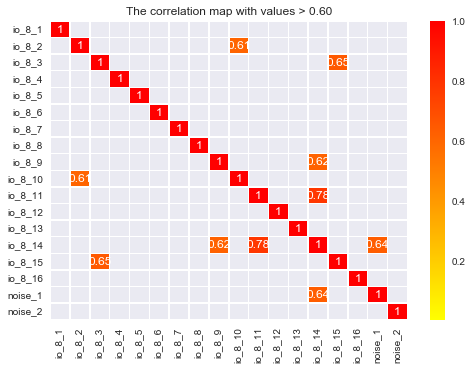 The correlation map with values > 0.60
io_8_1 1
io_8_2 1 0.61
io_8_3 1 0.65
io_8_4 1
io_8_5 1
io_8_6 1
io_8_7 1
io_8_8 1
io_8_9 1 0.62
io_8_10 0.61 1
io_8_11 1 0.78
io_8_12 1
io_8_13 1
io_8_14 0.62 0.78 1 0.64
io_8_15 0.65 1
io_8_16 1
noise_1 0.64 1
noise_2 1
io_8_1 io_8_2 io_8_3 io_8_4 io_8_5 io_8_6 io_8_7 io_8_8 io_8_9 io_8_10 io_8_11 io_8_12 io_8_13 io_8_14 io_8_15 io_8_16 noise_1 noise_2
1.0
0.8
0.6
0.4
0.2